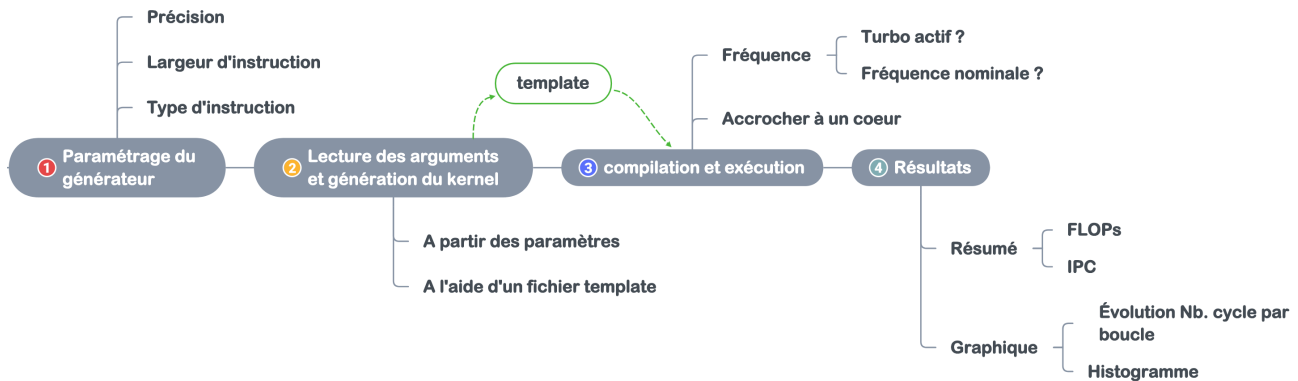 Précision
Largeur d'instruction
Type d'instruction
1 Paramétrage du
générateur
template
2 Lecture des arguments
et génération du kernel
A partir des paramètres
A l'aide d'un fichier template
Fréquence
Turbo actif ?
Fréquence nominale ?
Accrocher à un coeur
3 compilation et exécution
4 Résultats
Résumé
FLOPs
IPC
Graphique
Évolution Nb. cycle par
boucle
Histogramme